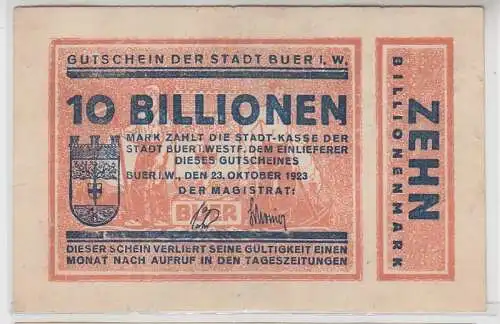 GUTSCHEIN DER STADT BUER I. W.
10 BILLIONEN
MARK ZAHLT DIE STADT-KASSE DER
STADT BUER I. WESTF. DEM EINLIEFERER
DIESES GUTSCHEINES
BUER I.W., DEN 23. OKTOBER 1923
DER MAGISTRAT:
BUER
DIESER SCHEIN VERLIERT SEINE GÜLTIGKEIT EINEN
MONAT NACH AUFRUF IN DEN TAGESZEITUNGEN
ZEHN
BILLIONENMARK